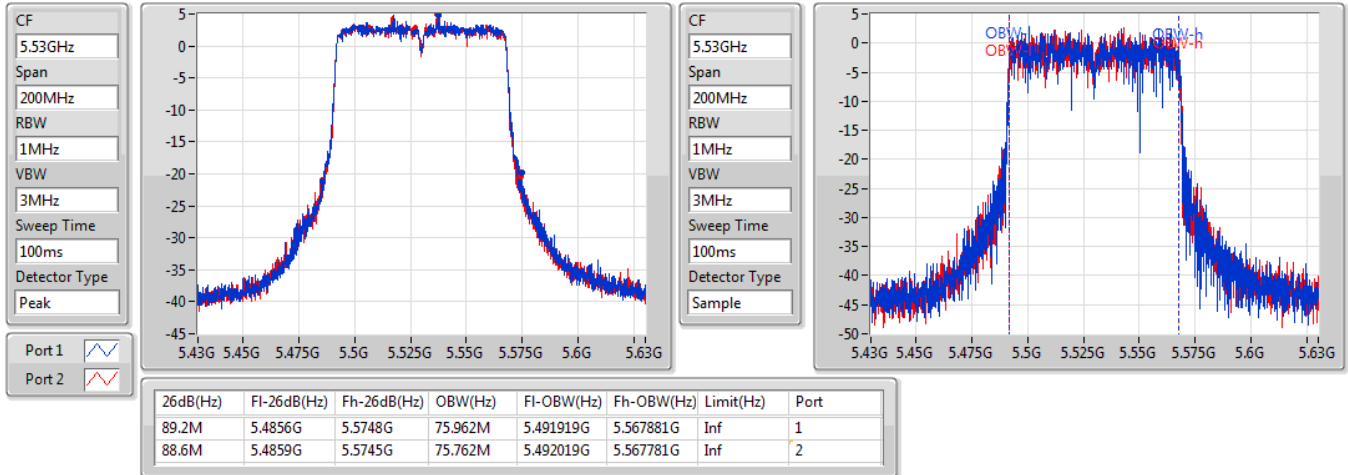 CF
5.53GHz
Span
200MHz
RBW
1MHz
VBW
3MHz
Sweep Time
100ms
Detector Type
Peak
Port 1
Port 2
5
0
-5
-10
-15
-20
-25
-30
-35
-40
-45
5.43G 5.45G 5.475G 5.5G 5.525G 5.55G 5.575G 5.6G 5.63G
CF
5.53GHz
Span
200MHz
RBW
1MHz
VBW
3MHz
Sweep Time
100ms
Detector Type
Sample
5
0
-5
-10
-15
-20
-25
-30
-35
-40
-45
-50
OBW-h
OBW-h
5.43G 5.45G 5.475G 5.5G 5.525G 5.55G 5.575G 5.6G 5.63G
26dB(Hz) Fl-26dB(Hz) Fh-26dB(Hz) OBW(Hz) Fl-OBW(Hz) Fh-OBW(Hz) Limit(Hz) Port
89.2M 5.4856G 5.5748G 75.962M 5.491919G 5.567881G Inf 1
88.6M 5.4859G 5.5745G 75.762M 5.492019G 5.567781G Inf 2